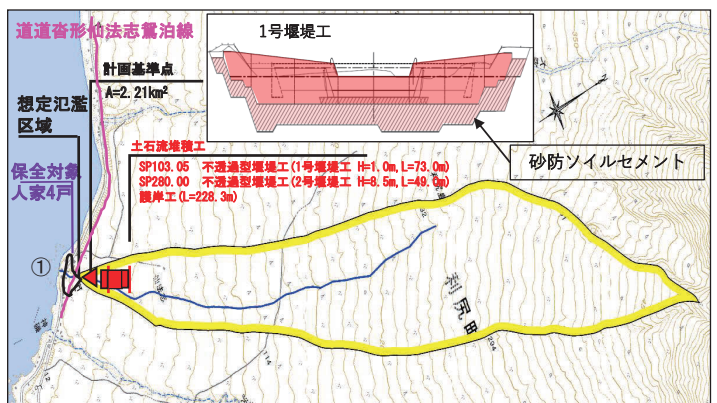 道道沓形仙法志鴛泊線
1号堰堤工
計画基準点
A=2.21km²
想定氾濫
区域
保全対象
人家4戸
土石流堆積工
SP103.05 不透過型堰堤工(1号堰堤工 H=1.0m,L=73.0m)
SP280.00 不透過型堰堤工(2号堰堤工 H=8.5m,L=49.0m)
護岸工(L=228.3m)
砂防ソイルセメント
①
利尻町
204
114